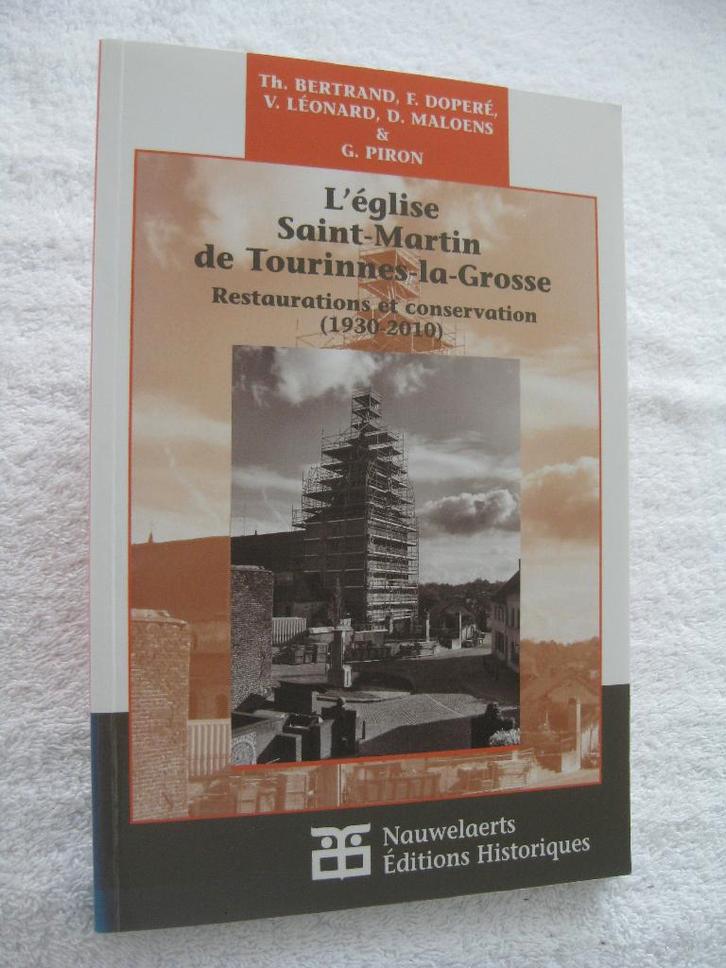 Th. BERTRAND, F. DOPERÉ,
V. LÉONARD, D. MALOENS
&
G. PIRON
L'église
Saint-Martin
de Tourinnes-la-Grosse
Restaurations et conservation
(1930-2010)
Nauwelaerts
Éditions Historiques